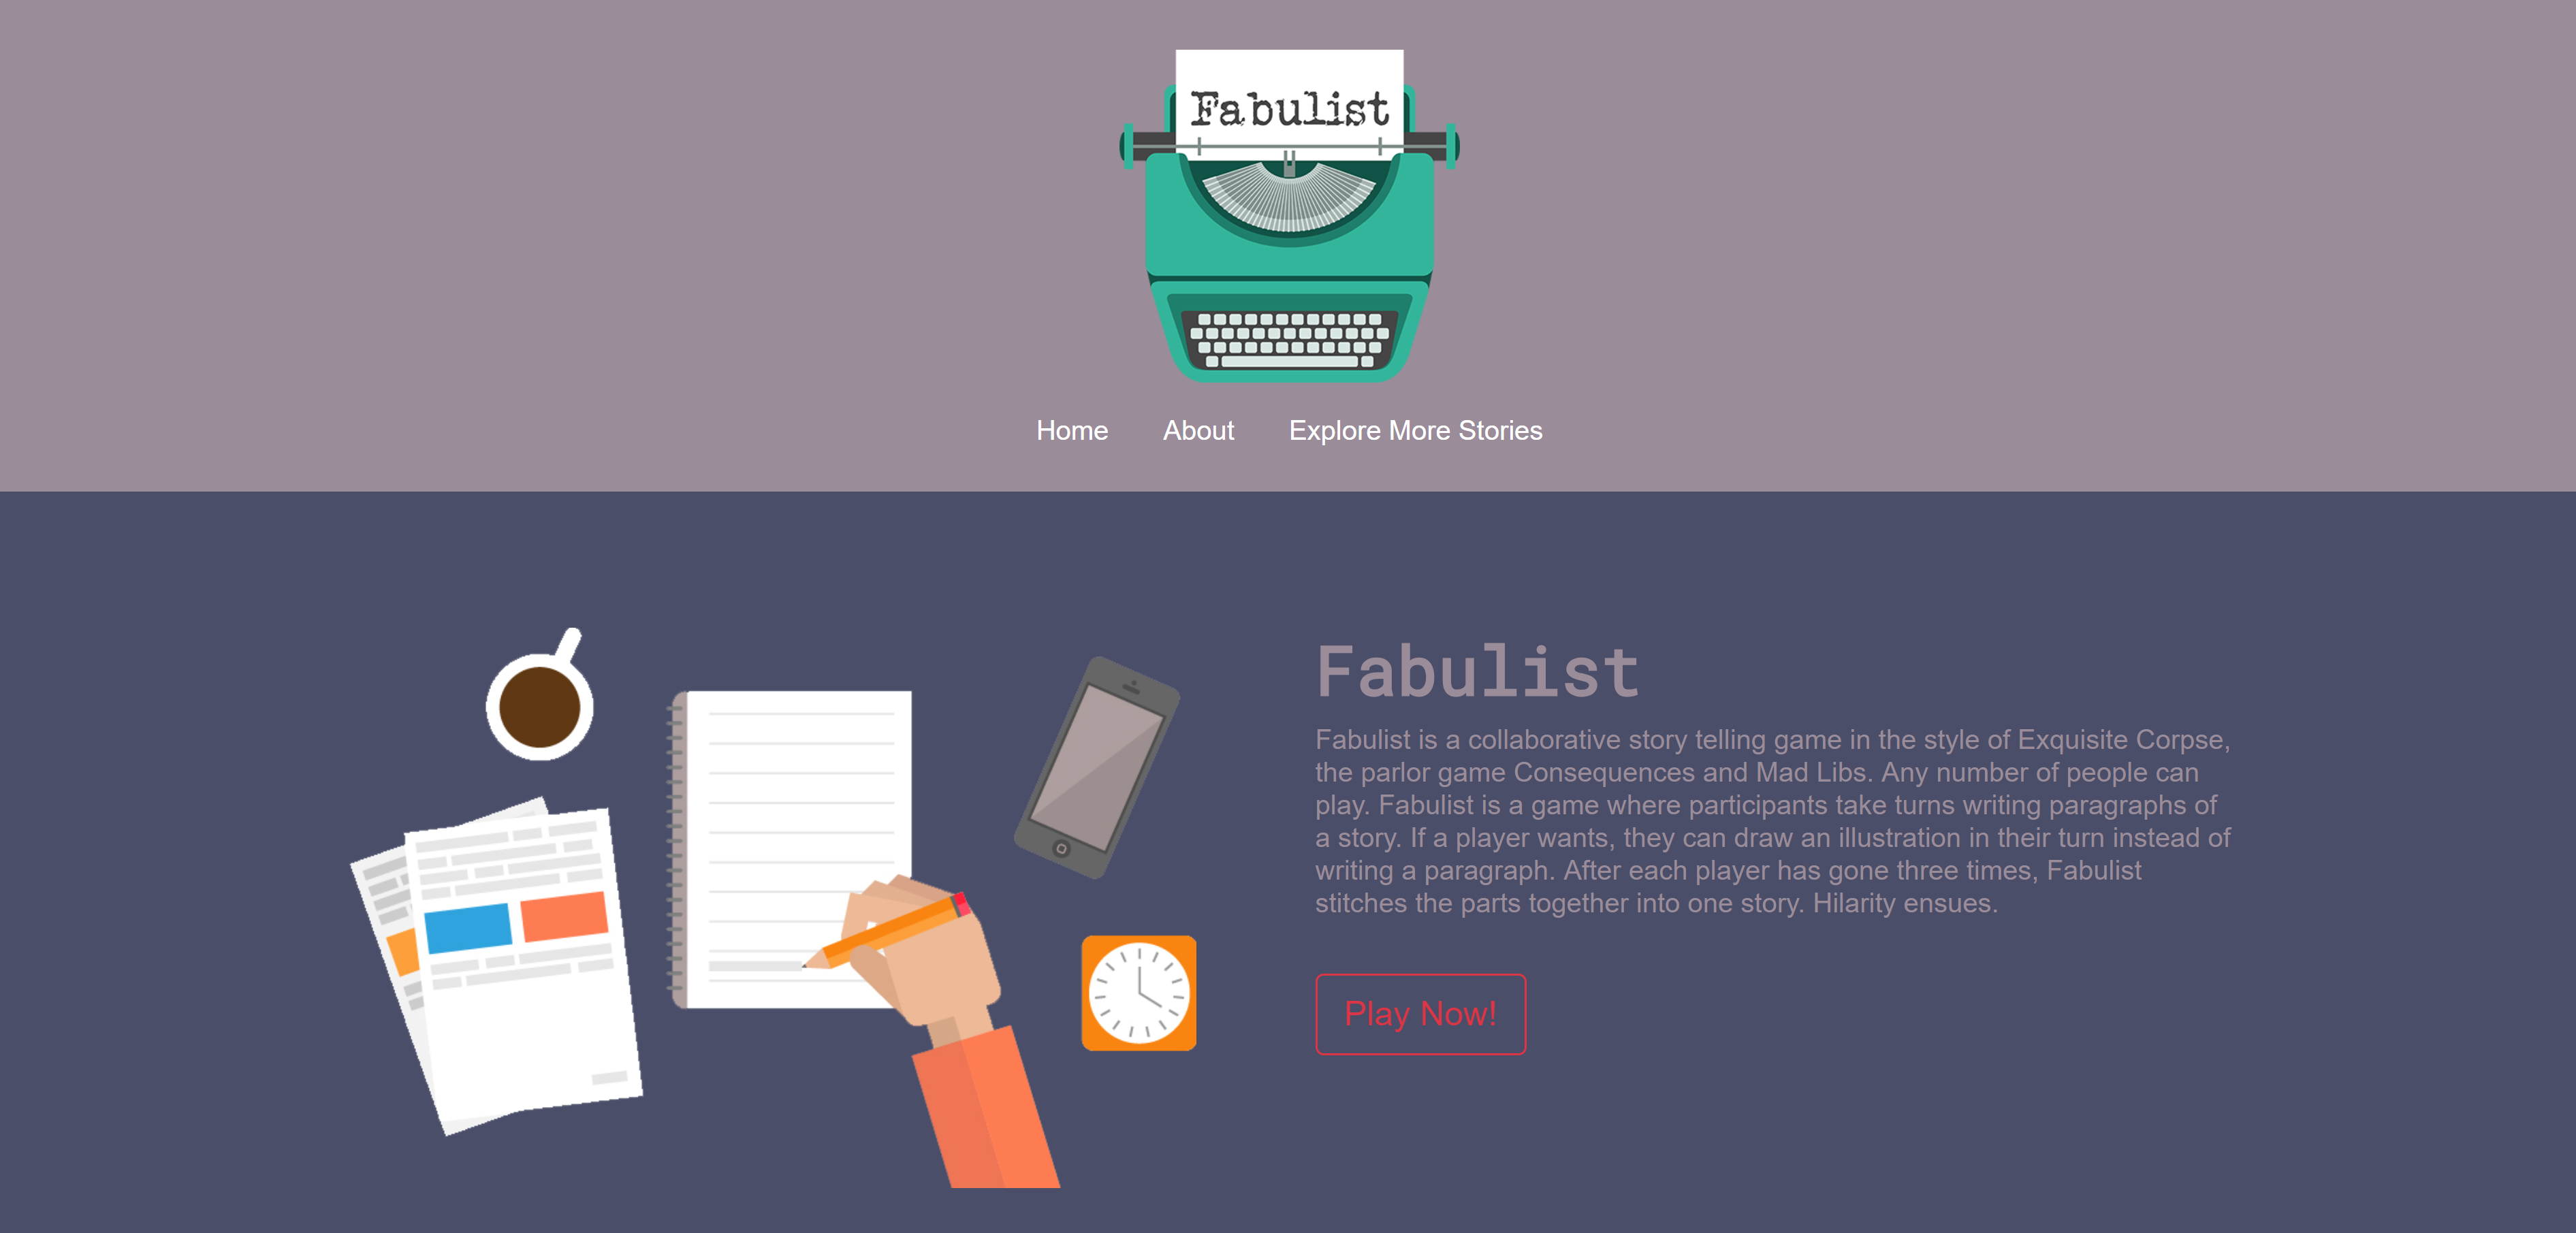 Fabulist
Home About Explore More Stories
Fabulist
Fabulist is a collaborative story telling game in the style of Exquisite Corpse,
the parlor game Consequences and Mad Libs. Any number of people can
play. Fabulist is a game where participants take turns writing paragraphs of
a story. If a player wants, they can draw an illustration in their turn instead of
writing a paragraph. After each player has gone three times, Fabulist
stitches the parts together into one story. Hilarity ensues.
Play Now!